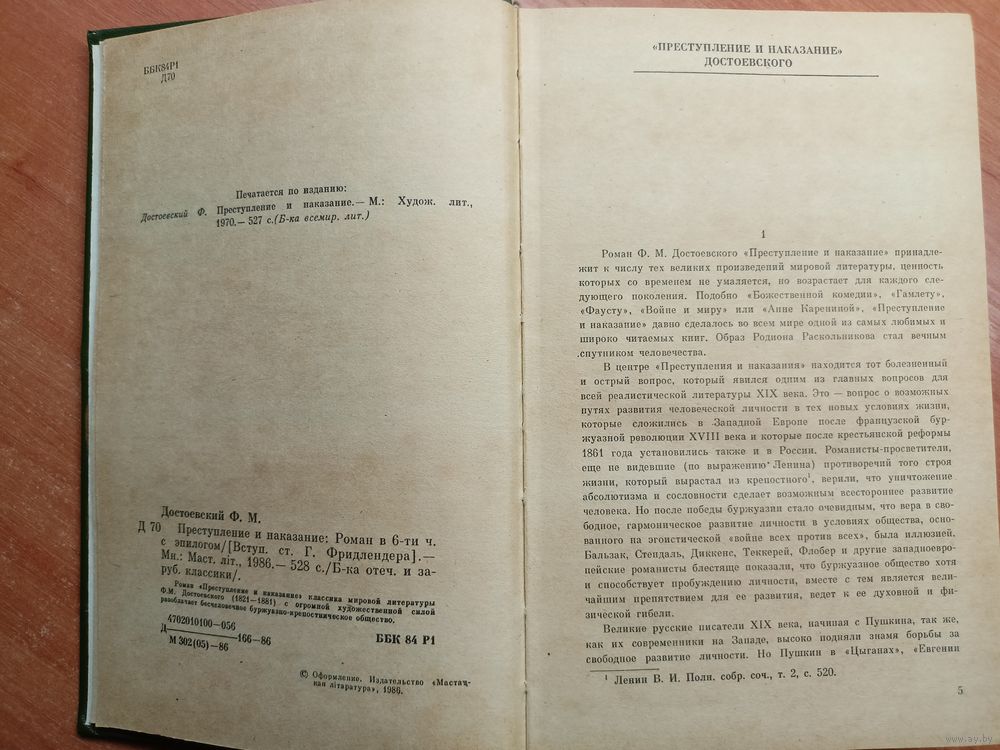 ББК84Р1
Д70
Печатается по изданию:
Достоевский Ф. Преступление и наказание.— М.: Худож. лит.,
1970.— 527 с.(Б-ка всемир. лит.)
Достоевский Ф. М.
Д 70 Преступление и наказание: Роман в 6-ти ч.
с эпилогом/[Вступ. ст. Г. Фридлендера].—
Мн.: Маст. літ., 1986.— 528 с./Б-ка отеч. и за-
руб. классики/.
Роман «Преступление и наказание» классика мировой литературы
Ф.М. Достоевского (1821—1881) с огромной художественной силой
разоблачает бесчеловечное буржуазно-крепостническое общество.
4702010100—056
Д 166—86
М 302(05)—86
ББК 84 Р1
© Оформление. Издательство «Мастац-
кая літаратура», 1986.
«ПРЕСТУПЛЕНИЕ И НАКАЗАНИЕ»
ДОСТОЕВСКОГО
1
Роман Ф. М. Достоевского «Преступление и наказание» принадле-
жит к числу тех великих произведений мировой литературы, ценность
которых со временем не умаляется, но возрастает для каждого сле-
дующего поколения. Подобно «Божественной комедии», «Гамлету»,
«Фаусту», «Войне и миру» или «Анне Карениной», «Преступление
и наказание» давно сделалось во всем мире одной из самых любимых и
широко читаемых книг. Образ Родиона Раскольникова стал вечным
спутником человечества.
В центре «Преступления и наказания» находится тот болезненный
и острый вопрос, который явился одним из главных вопросов для
всей реалистической литературы XIX века. Это — вопрос о возможных
путях развития человеческой личности в тех новых условиях жизни,
которые сложились в Западной Европе после французской бур-
жуазной революции XVIII века и которые после крестьянской реформы
1861 года установились также и в России. Романисты-просветители,
еще не видевшие (по выражению Ленина) противоречий того строя
жизни, который вырастал из крепостного¹, верили, что уничтожение
абсолютизма и сословности сделает возможным всестороннее развитие
человека. Но после победы буржуазии стало очевидным, что вера в сво-
бодное, гармоническое развитие личности в условиях общества, осно-
ванного на эгоистической «войне всех против всех», была иллюзией.
Бальзак, Стендаль, Диккенс, Теккерей, Флобер и другие западноевро-
пейские романисты блестяще показали, что буржуазное общество хотя
и способствует пробуждению личности, вместе с тем является вели-
чайшим препятствием для ее развития, ведет к ее духовной и фи-
зической гибели.
Великие русские писатели XIX века, начиная с Пушкина, так же,
как их современники на Западе, высоко подняли знамя борьбы за
свободное развитие личности. Но Пушкин в «Цыганах», «Евгении
¹ Ленин В. И. Полн. собр. соч., т. 2, с. 520.
5
www.ay.by